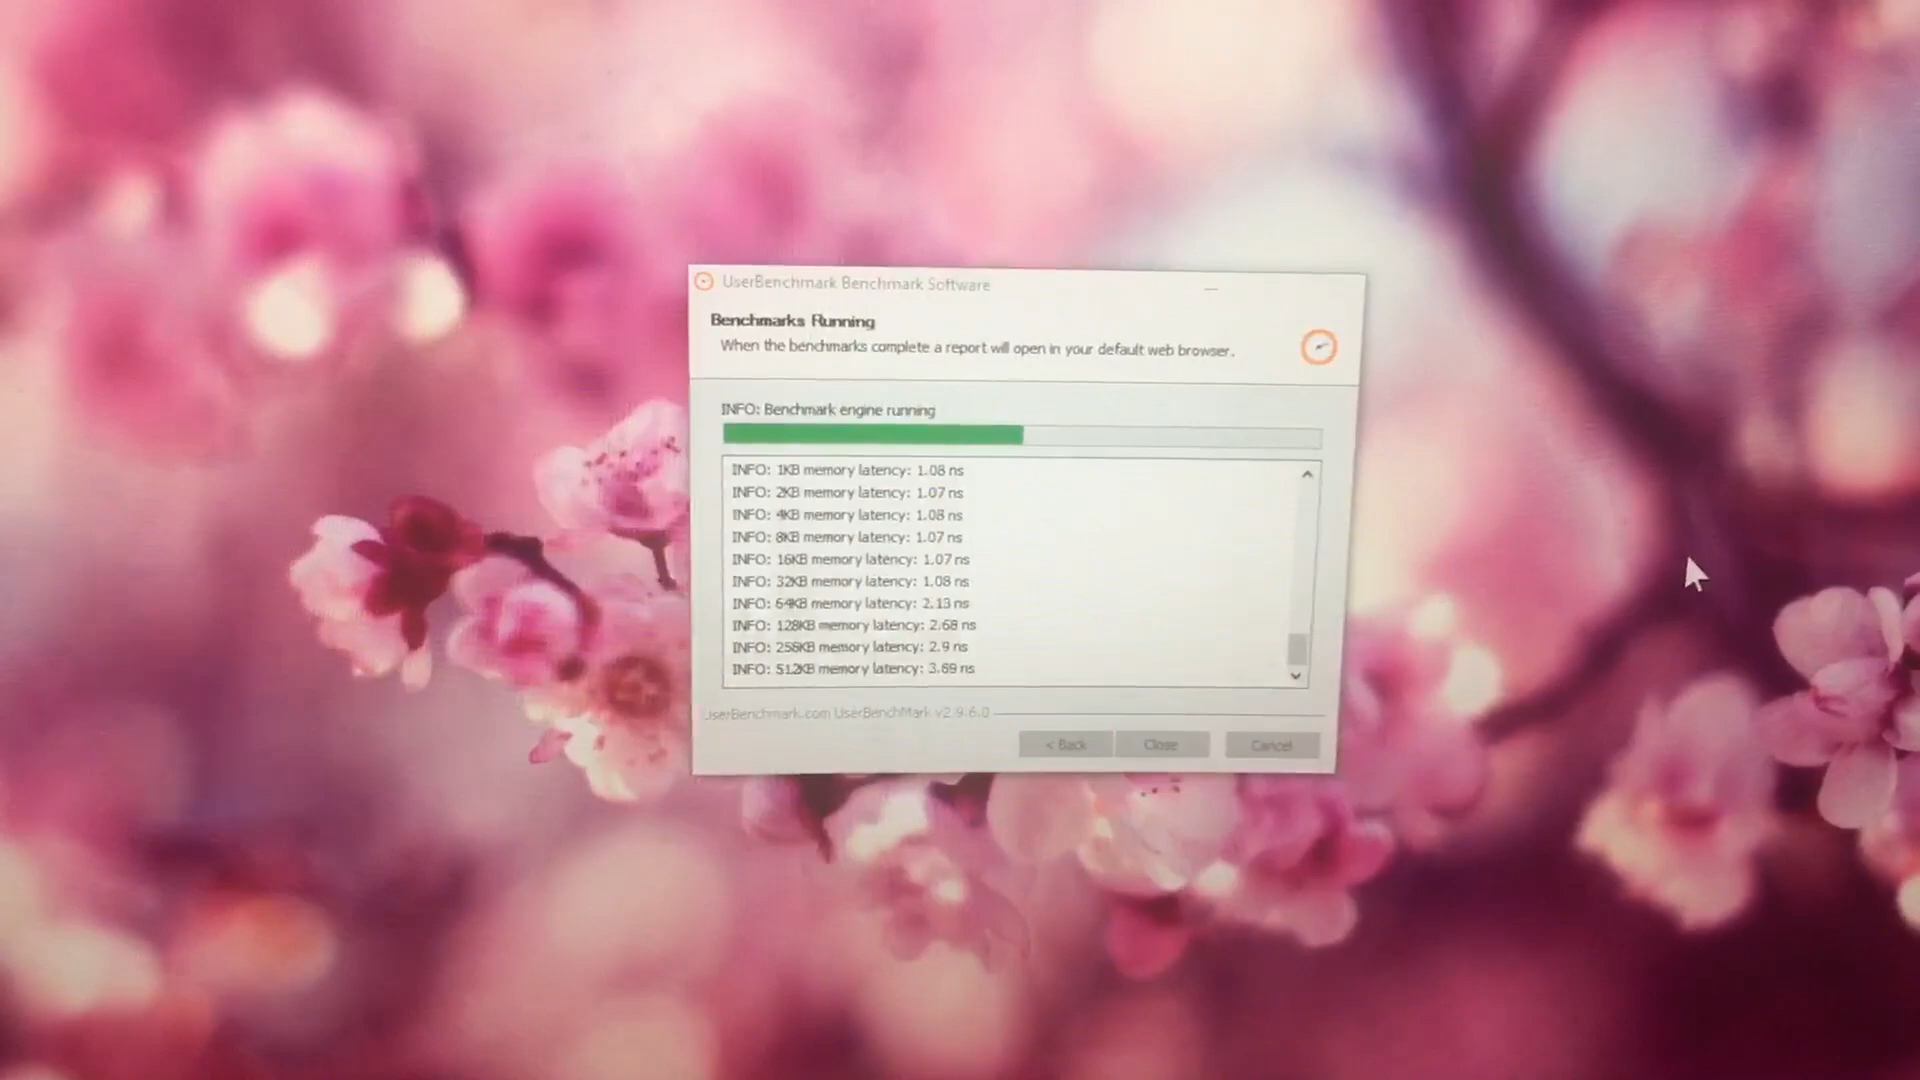 UserBenchmark Benchmark Software
Benchmarks Running
When the benchmarks complete a report will open in your default web browser.
INFO: Benchmark engine running
INFO: 1KB memory latency: 1.08 ns
INFO: 2KB memory latency: 1.07 ns
INFO: 4KB memory latency: 1.08 ns
INFO: 8KB memory latency: 1.07 ns
INFO: 16KB memory latency: 1.07 ns
INFO: 32KB memory latency: 1.08 ns
INFO: 64KB memory latency: 2.13 ns
INFO: 128KB memory latency: 2.68 ns
INFO: 256KB memory latency: 2.9 ns
INFO: 512KB memory latency: 3.69 ns
UserBenchmark.com UserBenchMark v2.9.6.0
< Back Close Cancel